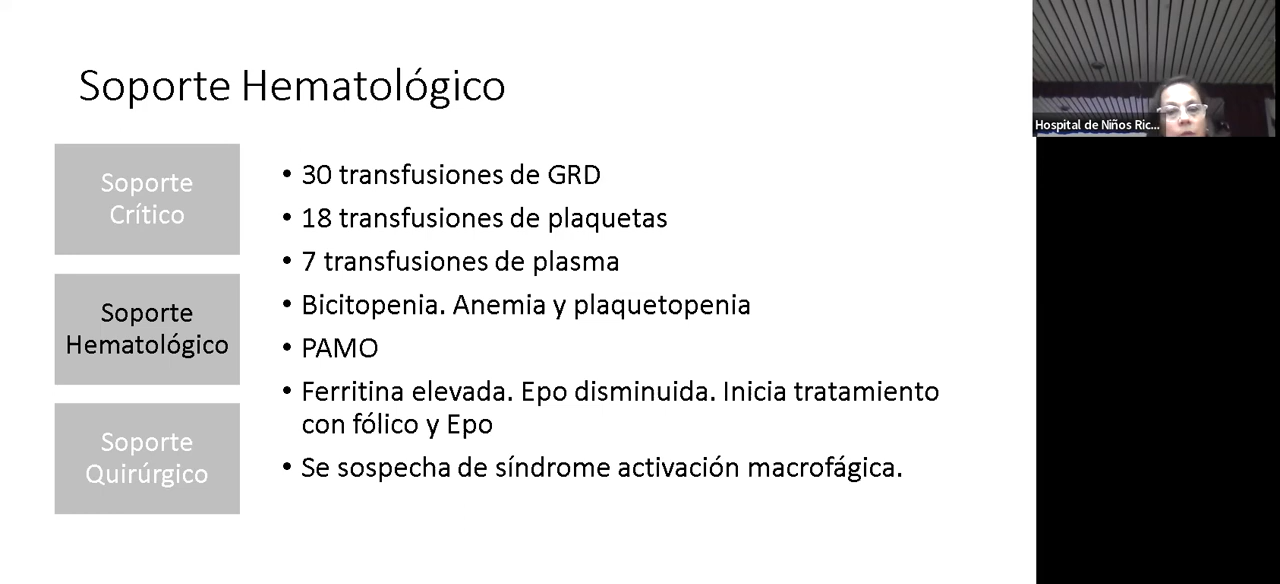 Soporte Hematológico
Soporte
Crítico
Soporte
Hematológico
Soporte
Quirúrgico
• 30 transfusiones de GRD
• 18 transfusiones de plaquetas
• 7 transfusiones de plasma
• Bicitopenia. Anemia y plaquetopenia
• PAMO
• Ferritina elevada. Epo disminuida. Inicia tratamiento
con fólico y Epo
• Se sospecha de síndrome activación macrofágica.
Hospital de Niños Ric...